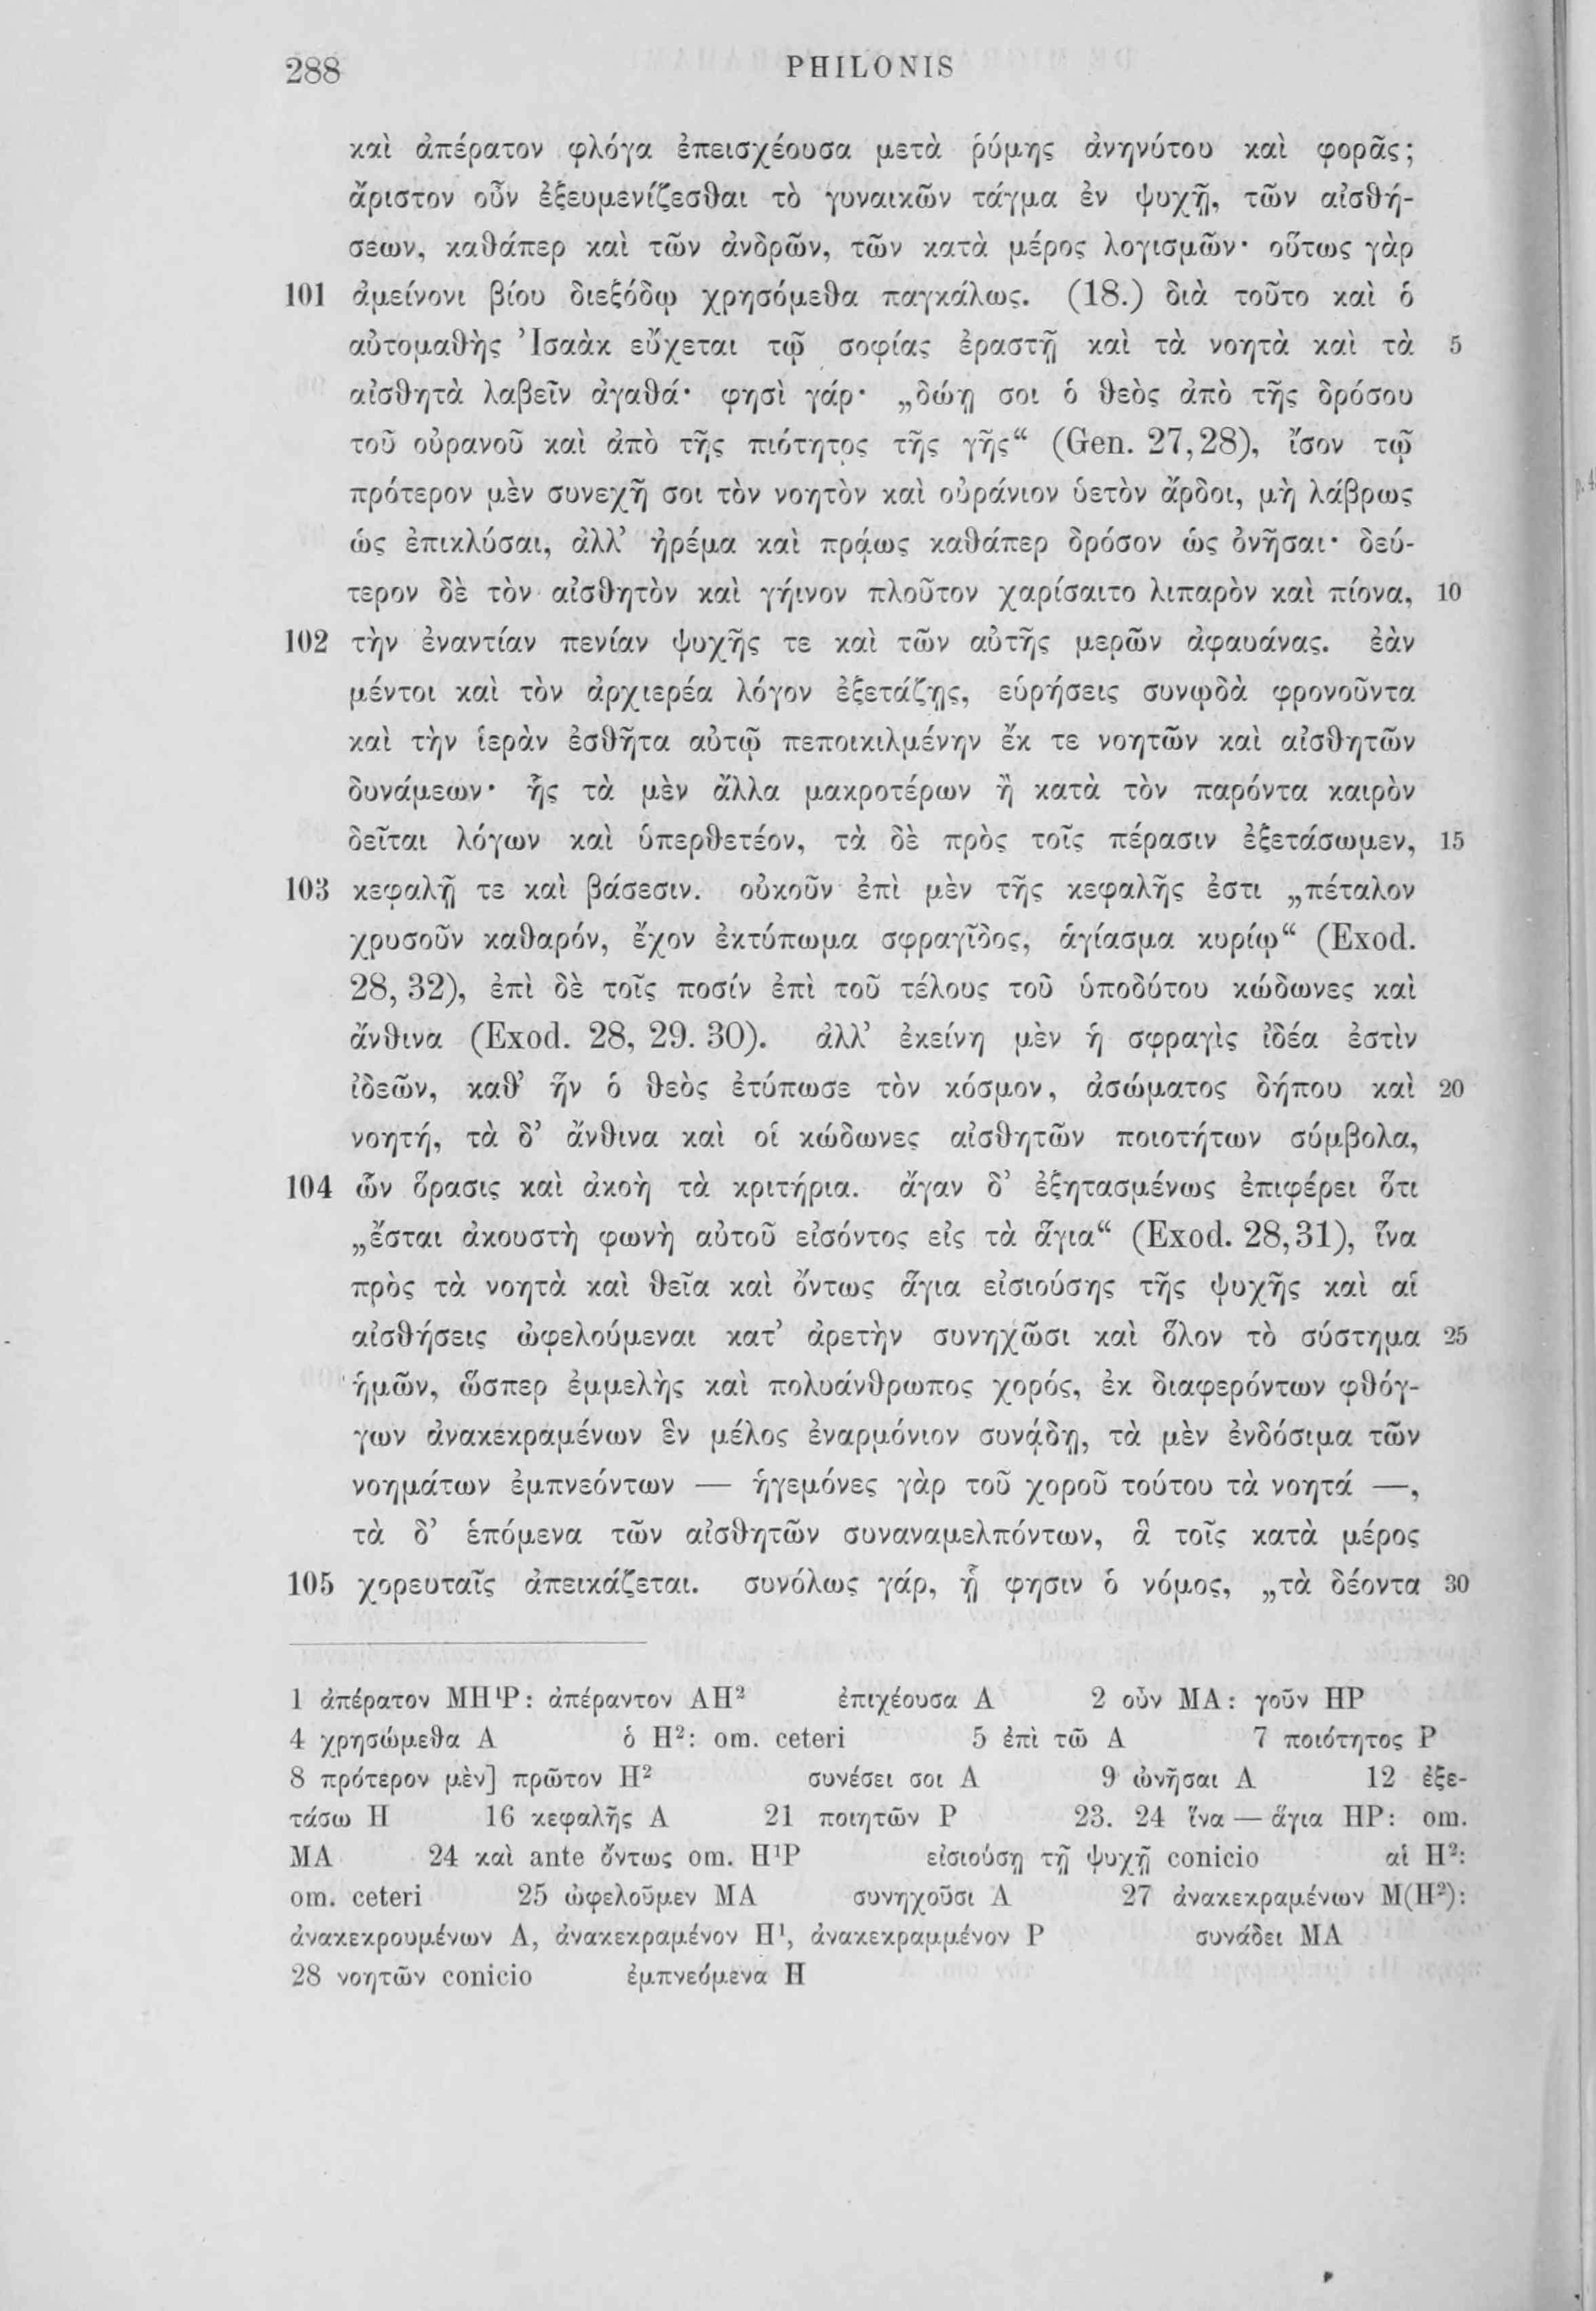 288 PHILONIS
καὶ ἀπέρατον φλόγα ἐπεισχέουσα μετὰ ῥύμης ἀνηνύτου καὶ φορᾶς;
ἄριστον οὖν ἐξευμενίζεσθαι τὸ γυναικῶν τάγμα ἐν ψυχῇ, τῶν αἰσθή-
σεων, καθάπερ καὶ τῶν ἀνδρῶν, τῶν κατὰ μέρος λογισμῶν· οὕτως γὰρ
101 ἀμείνονι βίου διεξόδῳ χρησόμεθα παγκάλως. (18.) διὰ τοῦτο καὶ ὁ
αὐτομαθὴς Ἰσαὰκ εὔχεται τῷ σοφίας ἐραστῇ καὶ τὰ νοητὰ καὶ τὰ 5
αἰσθητὰ λαβεῖν ἀγαθά· φησὶ γάρ· „δώῃ σοι ὁ θεὸς ἀπὸ τῆς δρόσου
τοῦ οὐρανοῦ καὶ ἀπὸ τῆς πιότητος τῆς γῆς“ (Gen. 27,28), ἴσον τῷ
πρότερον μὲν συνεχῆ σοι τὸν νοητὸν καὶ οὐράνιον ὑετὸν ἄρδοι, μὴ λάβρως
ὡς ἐπικλύσαι, ἀλλ’ ἠρέμα καὶ πρᾴως καθάπερ δρόσον ὡς ὀνῆσαι· δεύ-
τερον δὲ τὸν αἰσθητὸν καὶ γήινον πλοῦτον χαρίσαιτο λιπαρὸν καὶ πίονα, 10
102 τὴν ἐναντίαν πενίαν ψυχῆς τε καὶ τῶν αὐτῆς μερῶν ἀφαυάνας. ἐὰν
μέντοι καὶ τὸν ἀρχιερέα λόγον ἐξετάζῃς, εὑρήσεις συνῳδὰ φρονοῦντα
καὶ τὴν ἱερὰν ἐσθῆτα αὐτῷ πεποικιλμένην ἔκ τε νοητῶν καὶ αἰσθητῶν
δυνάμεων· ἧς τὰ μὲν ἄλλα μακροτέρων ἢ κατὰ τὸν παρόντα καιρὸν
δεῖται λόγων καὶ ὑπερθετέον, τὰ δὲ πρὸς τοῖς πέρασιν ἐξετάσωμεν, 15
103 κεφαλῇ τε καὶ βάσεσιν. οὐκοῦν ἐπὶ μὲν τῆς κεφαλῆς ἐστι „πέταλον
χρυσοῦν καθαρόν, ἔχον ἐκτύπωμα σφραγῖδος, ἁγίασμα κυρίῳ“ (Exod.
28, 32), ἐπὶ δὲ τοῖς ποσίν ἐπὶ τοῦ τέλους τοῦ ὑποδύτου κώδωνες καὶ
ἄνθινα (Exod. 28, 29. 30). ἀλλ’ ἐκείνη μὲν ἡ σφραγὶς ἰδέα ἐστὶν
ἰδεῶν, καθ’ ἣν ὁ θεὸς ἐτύπωσε τὸν κόσμον, ἀσώματος δήπου καὶ 20
νοητή, τὰ δ’ ἄνθινα καὶ οἱ κώδωνες αἰσθητῶν ποιοτήτων σύμβολα,
104 ὧν ὅρασις καὶ ἀκοὴ τὰ κριτήρια. ἄγαν δ’ ἐξητασμένως ἐπιφέρει ὅτι
„ἔσται ἀκουστὴ φωνὴ αὐτοῦ εἰσόντος εἰς τὰ ἅγια“ (Exod. 28,31), ἵνα
πρὸς τὰ νοητὰ καὶ θεῖα καὶ ὄντως ἅγια εἰσιούσης τῆς ψυχῆς καὶ αἱ
αἰσθήσεις ὠφελούμεναι κατ’ ἀρετὴν συνηχῶσι καὶ ὅλον τὸ σύστημα 25
ἡμῶν, ὥσπερ ἐμμελὴς καὶ πολυάνθρωπος χορός, ἐκ διαφερόντων φθόγ-
γων ἀνακεκραμένων ἓν μέλος ἐναρμόνιον συνᾴδῃ, τὰ μὲν ἐνδόσιμα τῶν
νοημάτων ἐμπνεόντων — ἡγεμόνες γὰρ τοῦ χοροῦ τούτου τὰ νοητά —,
τὰ δ’ ἑπόμενα τῶν αἰσθητῶν συναναμελπόντων, ἃ τοῖς κατὰ μέρος
105 χορευταῖς ἀπεικάζεται. συνόλως γάρ, ᾗ φησιν ὁ νόμος, „τὰ δέοντα 30
1 ἀπέρατον MH¹P: ἀπέραντον AH² ἐπιχέουσα A 2 οὖν MA: γοῦν HP
4 χρησώμεθα A ὁ H²: om. ceteri 5 ἐπὶ τῶ A 7 ποιότητος P
8 πρότερον μὲν] πρῶτον H² συνέσει σοι A 9 ὠνῆσαι A 12 ἐξε-
τάσω H 16 κεφαλῆς A 21 ποιητῶν P 23. 24 ἵνα — ἅγια HP: om.
MA 24 καὶ ante ὄντως om. H¹P εἰσιούσῃ τῇ ψυχῇ conicio αἱ H²:
om. ceteri 25 ὠφελοῦμεν MA συνηχοῦσι A 27 ἀνακεκραμένων M(H²):
ἀνακεκρουμένων A, ἀνακεκραμένον H¹, ἀνακεκραμμένον P συνάδει MA
28 νοητῶν conicio ἐμπνεόμενα H